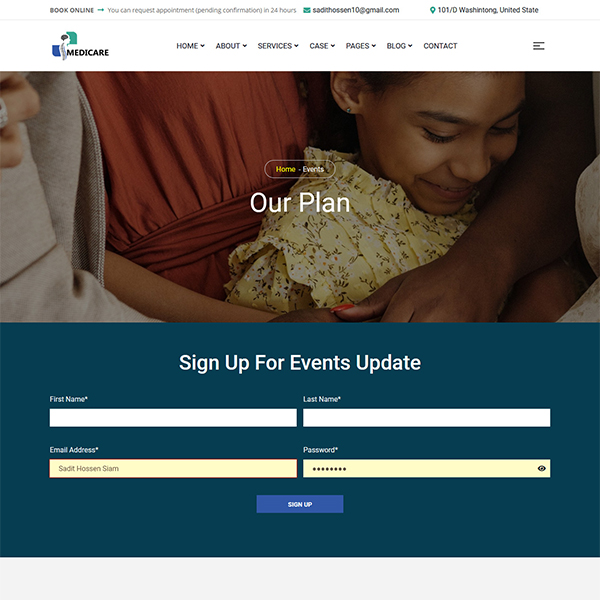 BOOK ONLINE → You can request appointment (pending confirmation) in 24 hours sadithossen10@gmail.com 101/D Washintong, United State
MEDICARE HOME ABOUT SERVICES CASE PAGES BLOG CONTACT
Home - Events
Our Plan
Sign Up For Events Update
First Name* Last Name*
Email Address* Password*
Sadit Hossen Siam ••••••••
SIGN UP